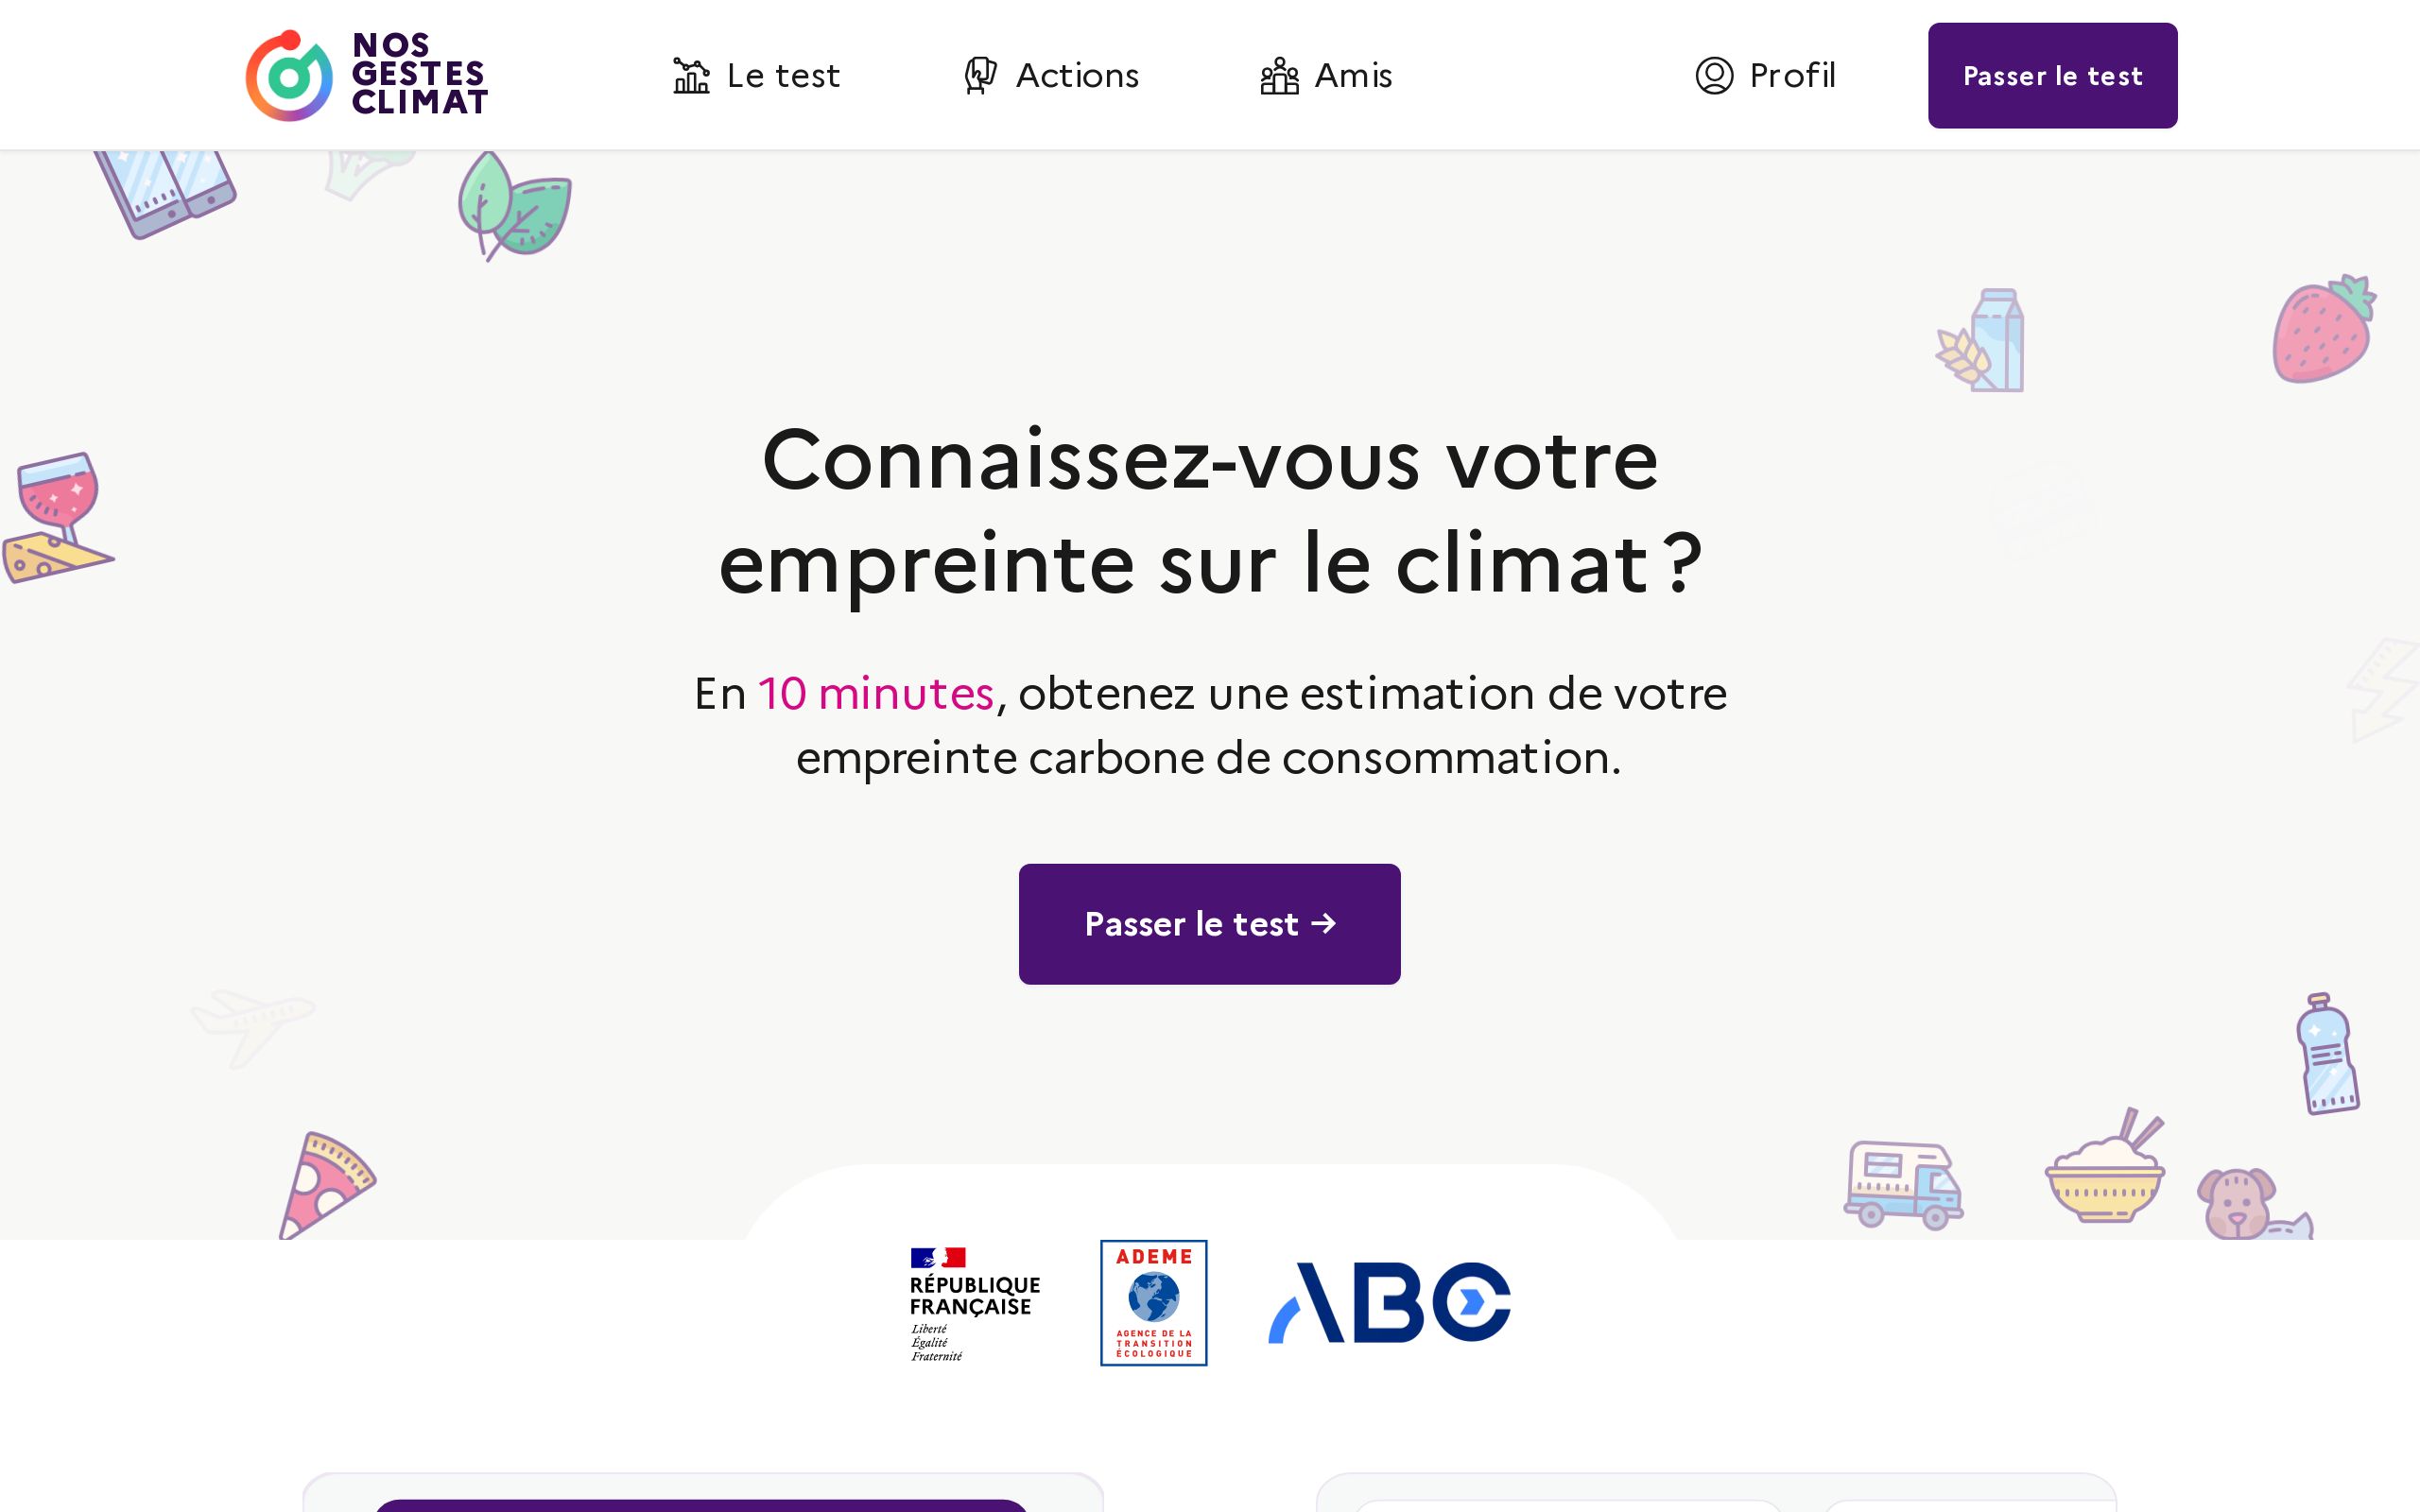 NOS
GESTES
CLIMAT
Le test
Actions
Amis
Profil
Passer le test
Connaissez-vous votre
empreinte sur le climat ?
En 10 minutes, obtenez une estimation de votre
empreinte carbone de consommation.
Passer le test →
RÉPUBLIQUE
FRANÇAISE
Liberté
Égalité
Fraternité
ADEME
AGENCE DE LA
TRANSITION
ÉCOLOGIQUE
ABC